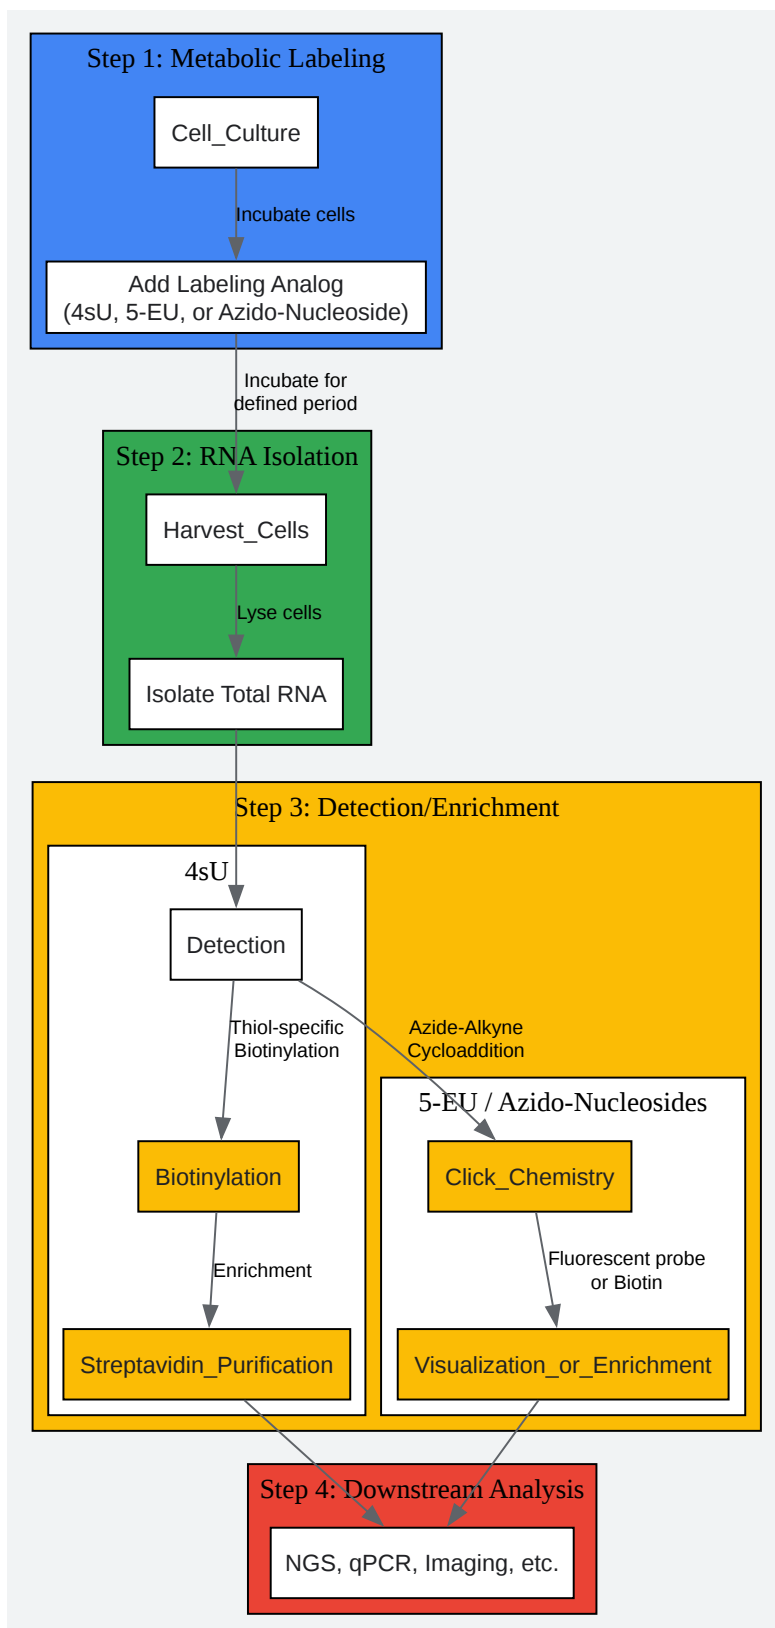 Step 1: Metabolic Labeling
Cell_Culture
Incubate cells
Add Labeling Analog
(4sU, 5-EU, or Azido-Nucleoside)
Incubate for
defined period
Step 2: RNA Isolation
Harvest_Cells
Lyse cells
Isolate Total RNA
Step 3: Detection/Enrichment
4sU
Detection
Thiol-specific
Biotinylation
Azide-Alkyne
Cycloaddition
5-EU / Azido-Nucleosides
Biotinylation
Click_Chemistry
Enrichment
Fluorescent probe
or Biotin
Streptavidin_Purification
Visualization_or_Enrichment
Step 4: Downstream Analysis
NGS, qPCR, Imaging, etc.